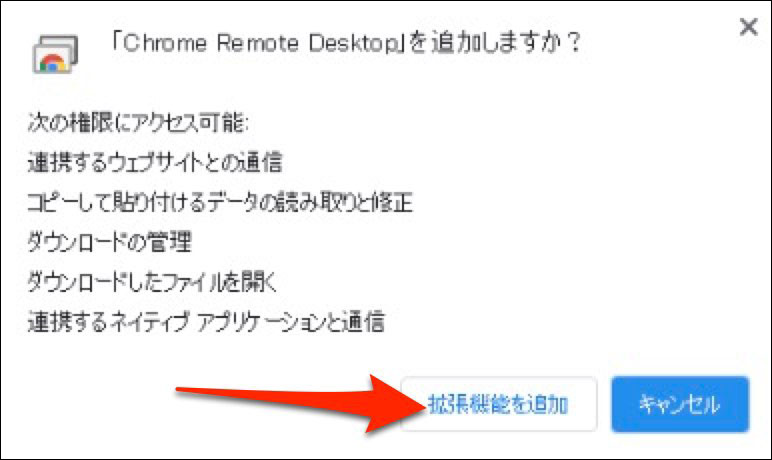 「Chrome Remote Desktop」を追加しますか？
次の権限にアクセス可能:
連携するウェブサイトとの通信
コピーして貼り付けるデータの読み取りと修正
ダウンロードの管理
ダウンロードしたファイルを開く
連携するネイティブ アプリケーションと通信
拡張機能を追加
キャンセル